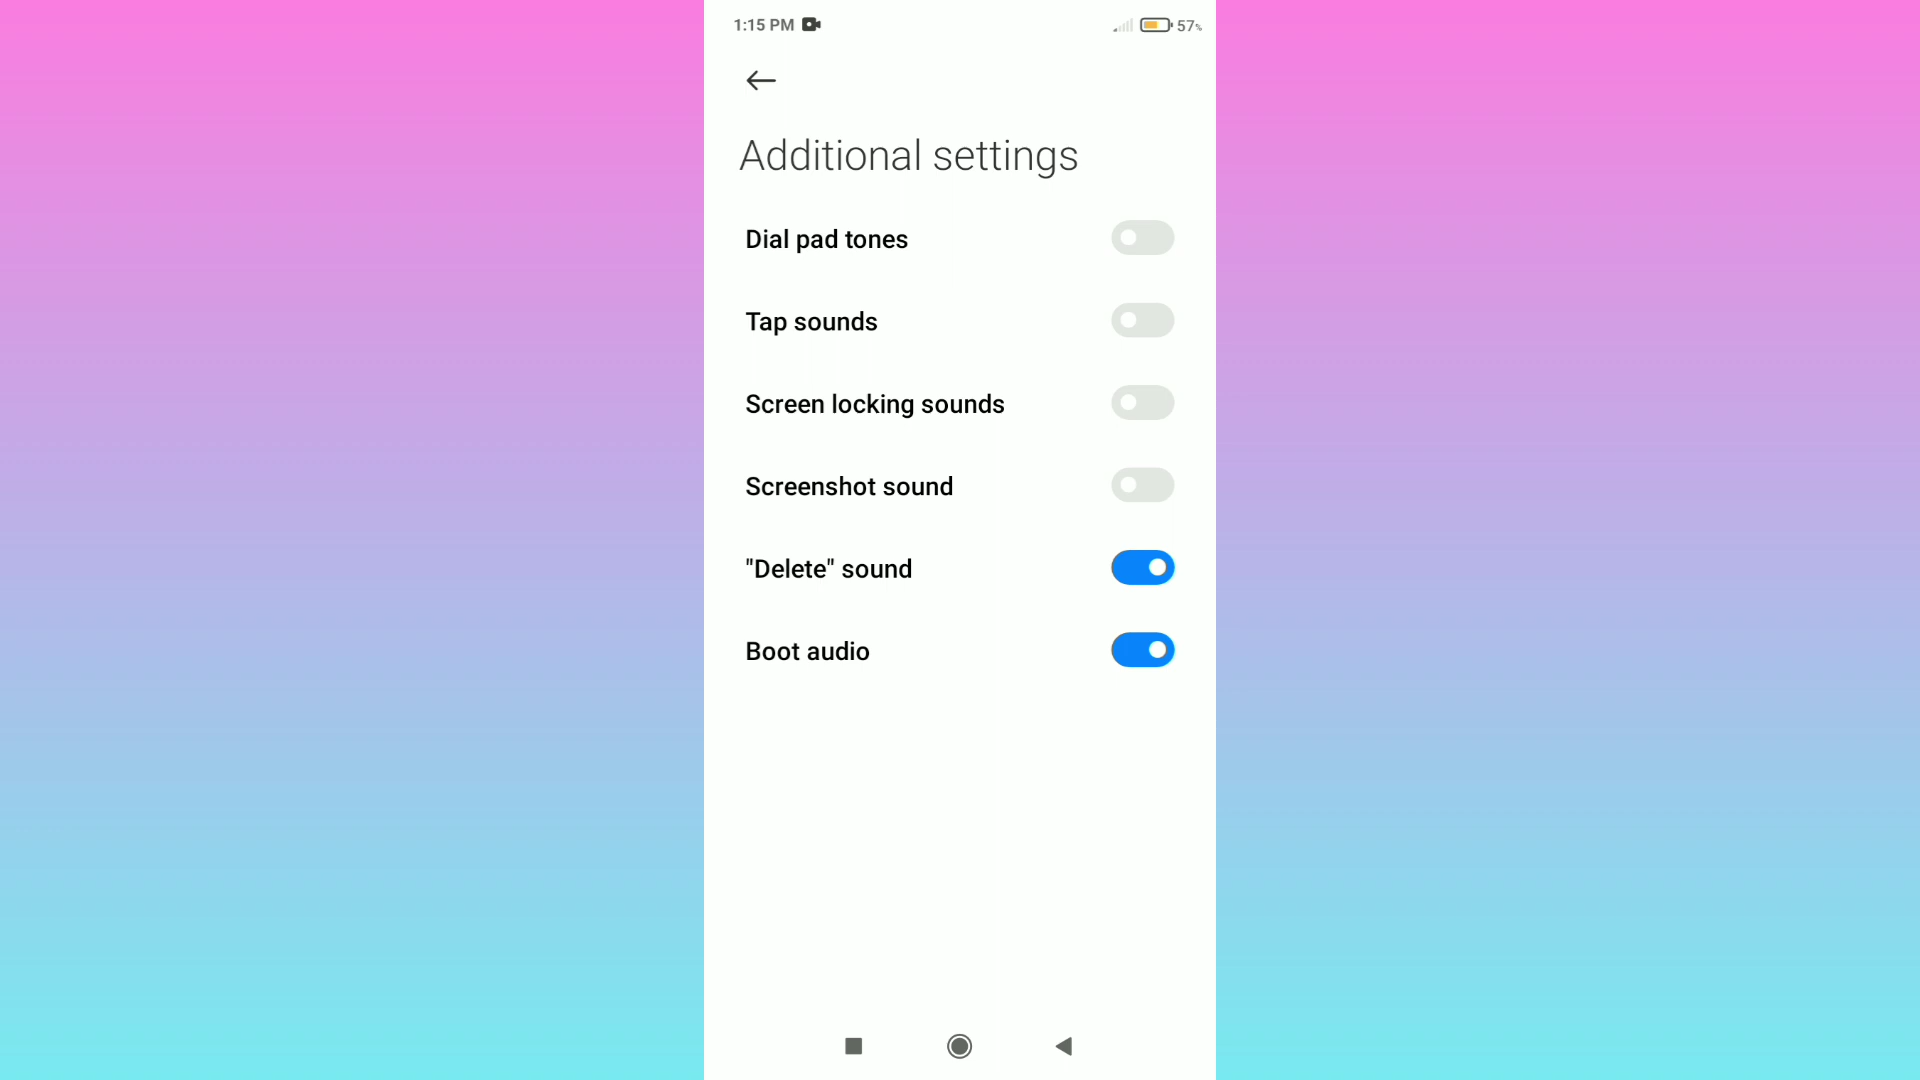 1:15 PM 57%
Additional settings
Dial pad tones
Tap sounds
Screen locking sounds
Screenshot sound
"Delete" sound
Boot audio